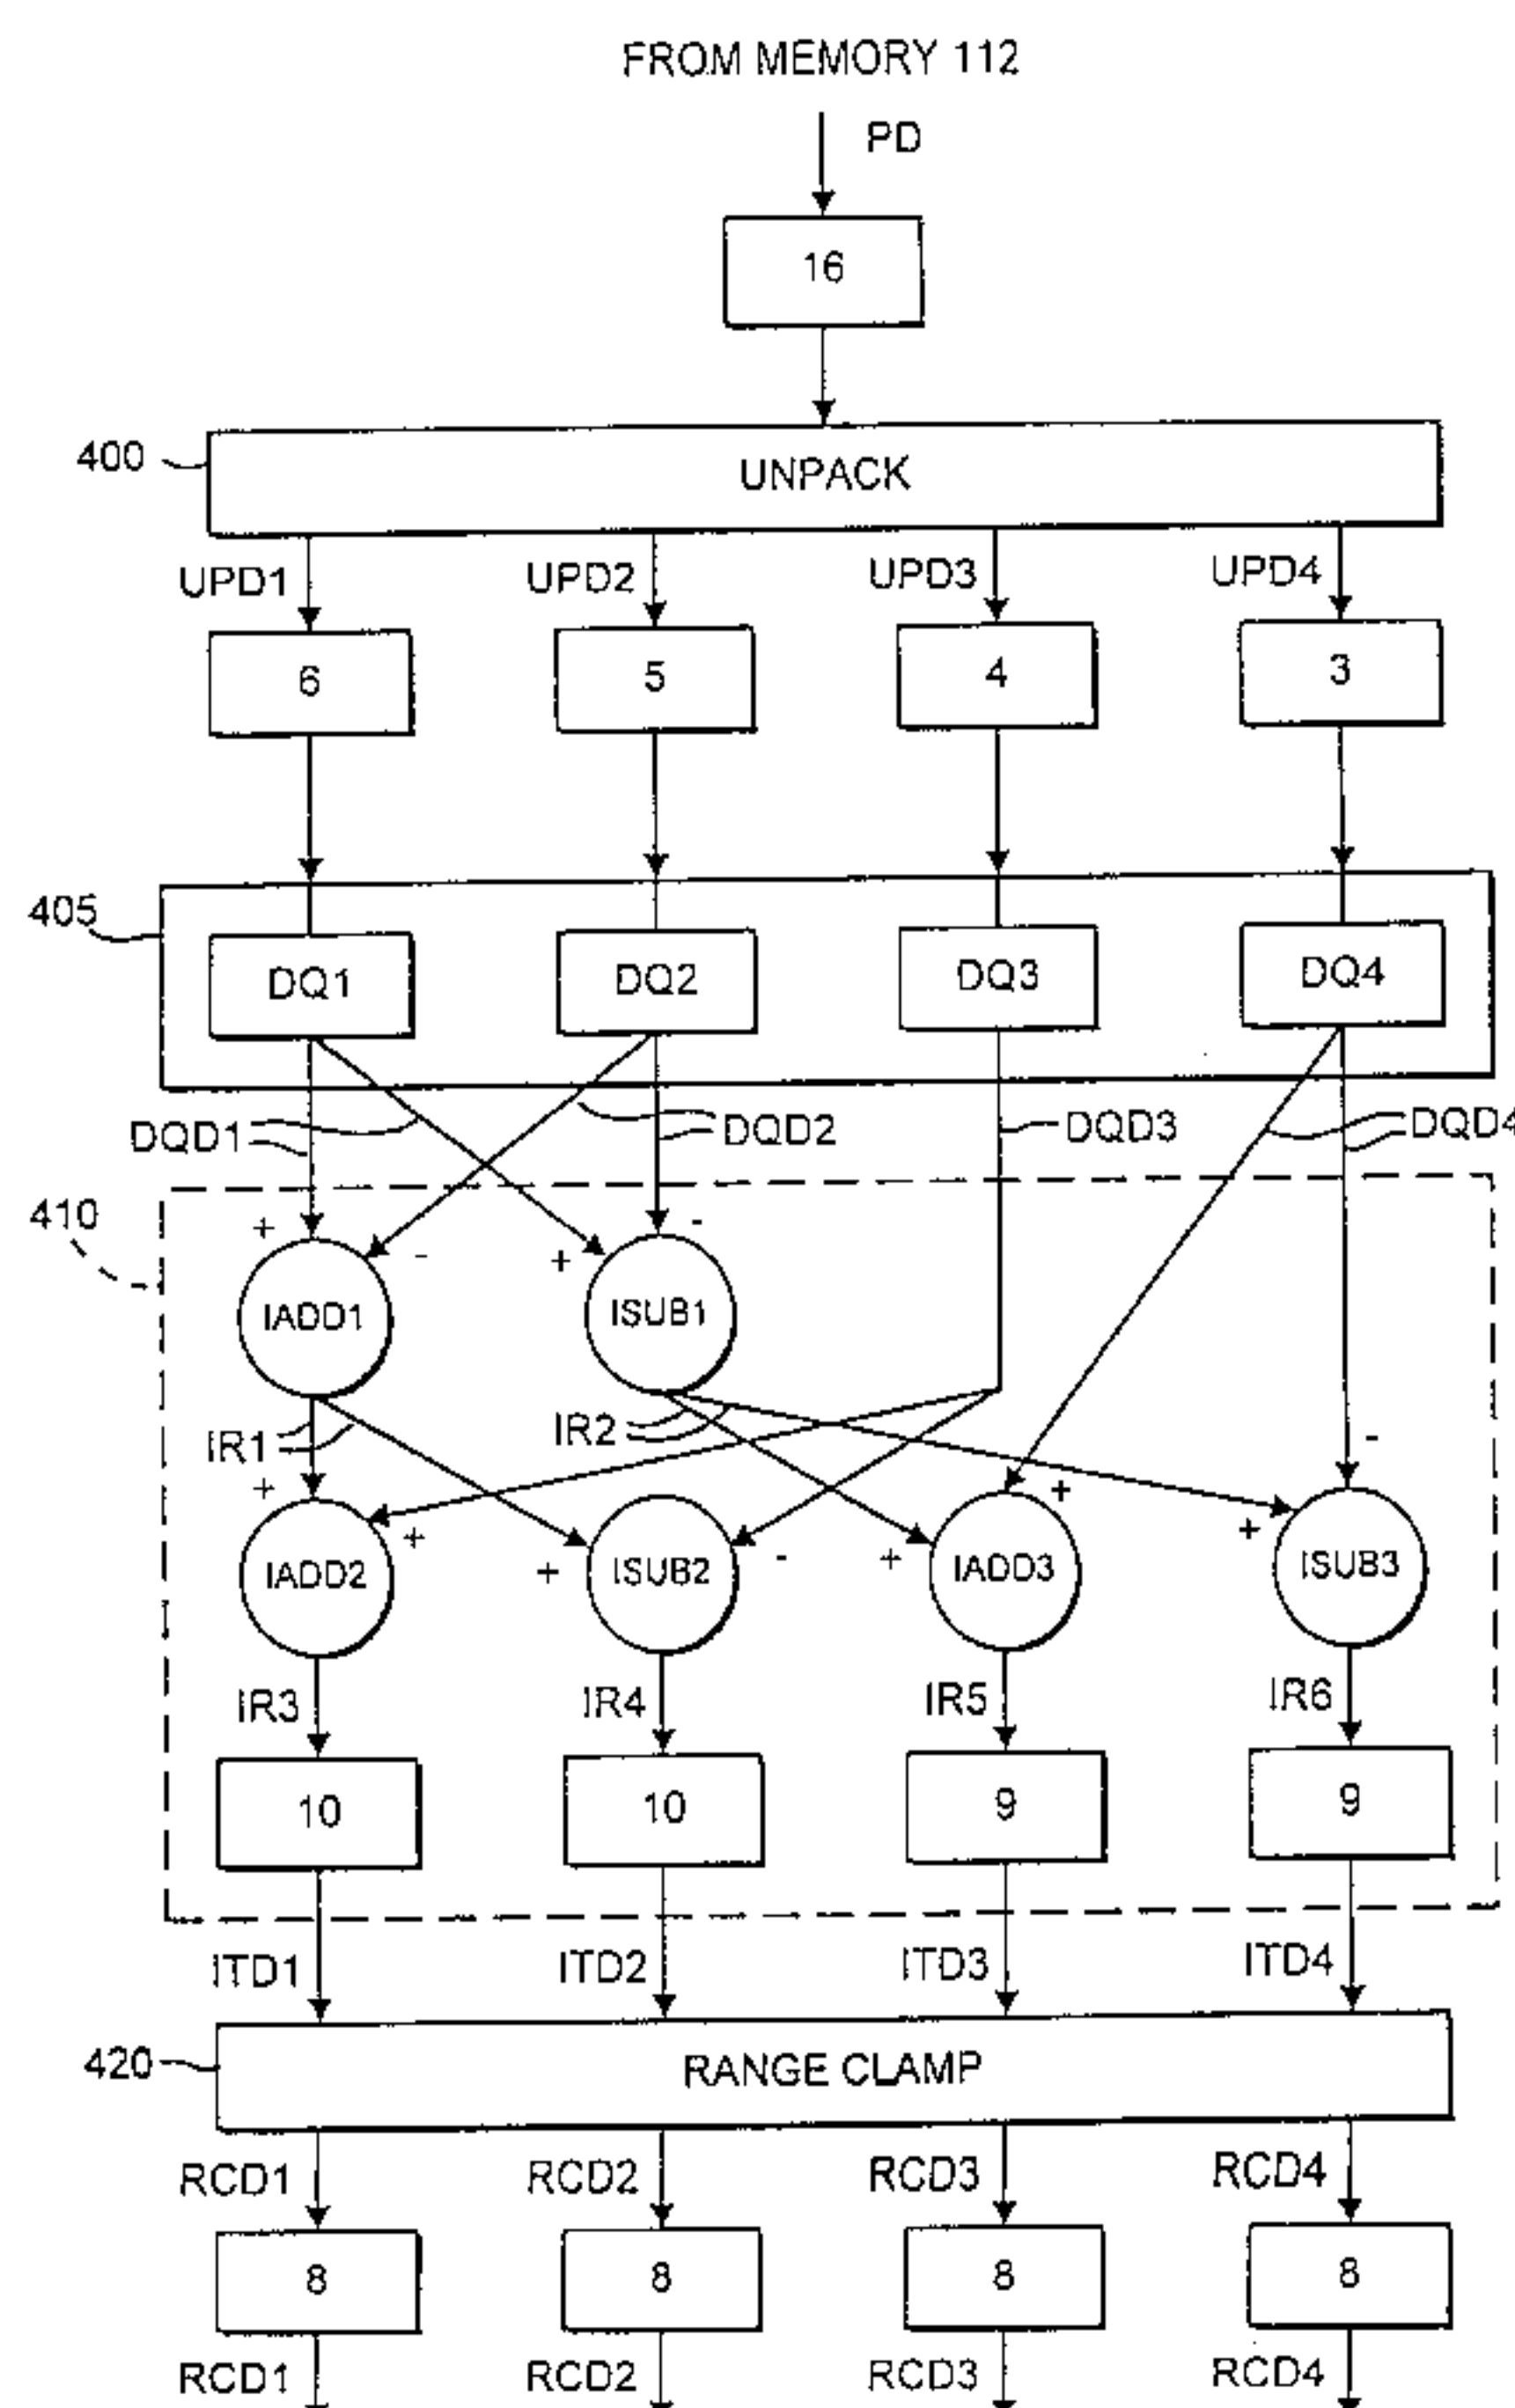 FROM MEMORY 112
PD
16
400
UNPACK
UPD1 UPD2 UPD3 UPD4
6 5 4 3
405
DQ1 DQ2 DQ3 DQ4
DQD1 DQD2 DQD3 DQD4
410
+ - + -
IADD1 ISUB1
IR1 IR2
+ + + - + + + -
IADD2 ISUB2 IADD3 ISUB3
IR3 IR4 IR5 IR6
10 10 9 9
ITD1 ITD2 ITD3 ITD4
420
RANGE CLAMP
RCD1 RCD2 RCD3 RCD4
8 8 8 8
RCD1 RCD2 RCD3 RCD4